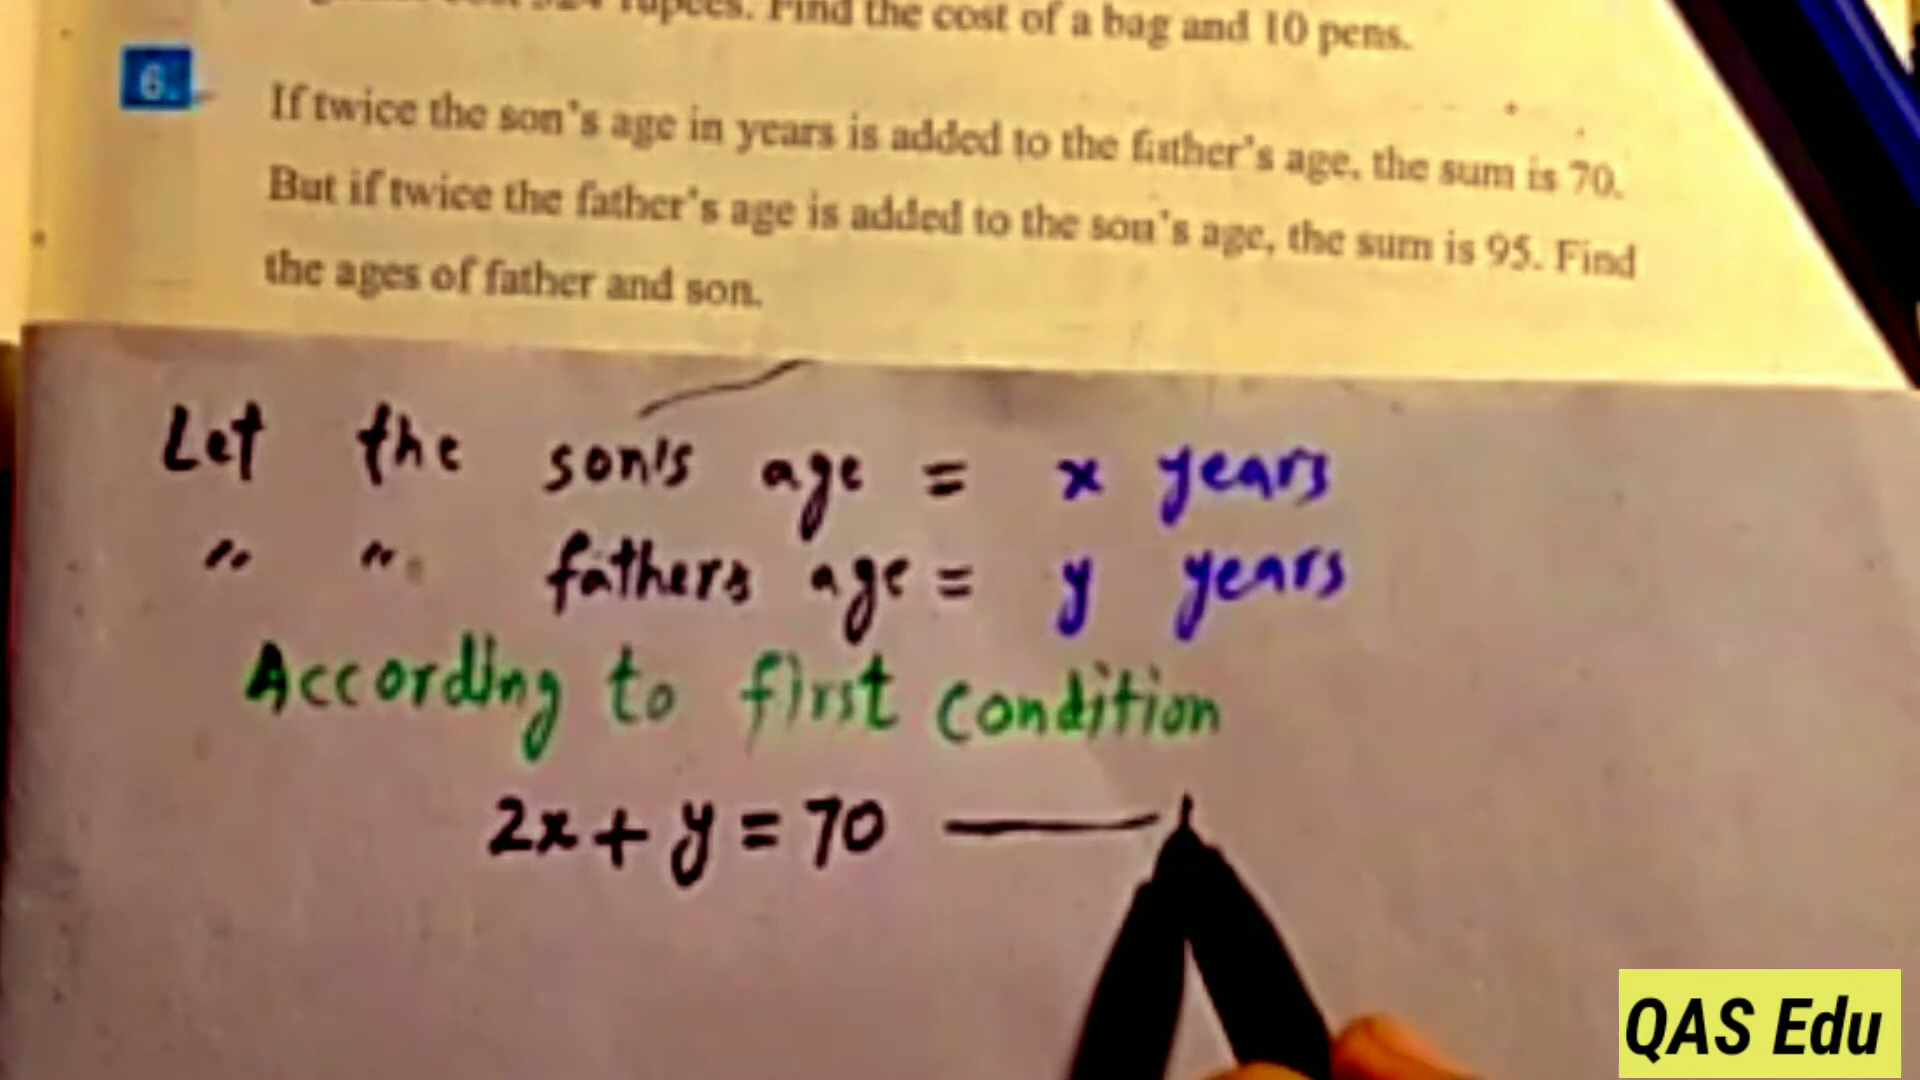 rupees. Find the cost of a bag and 10 pens.
6.
If twice the son's age in years is added to the father's age, the sum is 70.
But if twice the father's age is added to the son's age, the sum is 95. Find
the ages of father and son.
Let the son's age = x years
" " fathers age = y years
According to first condition
2x + y = 70
QAS Edu